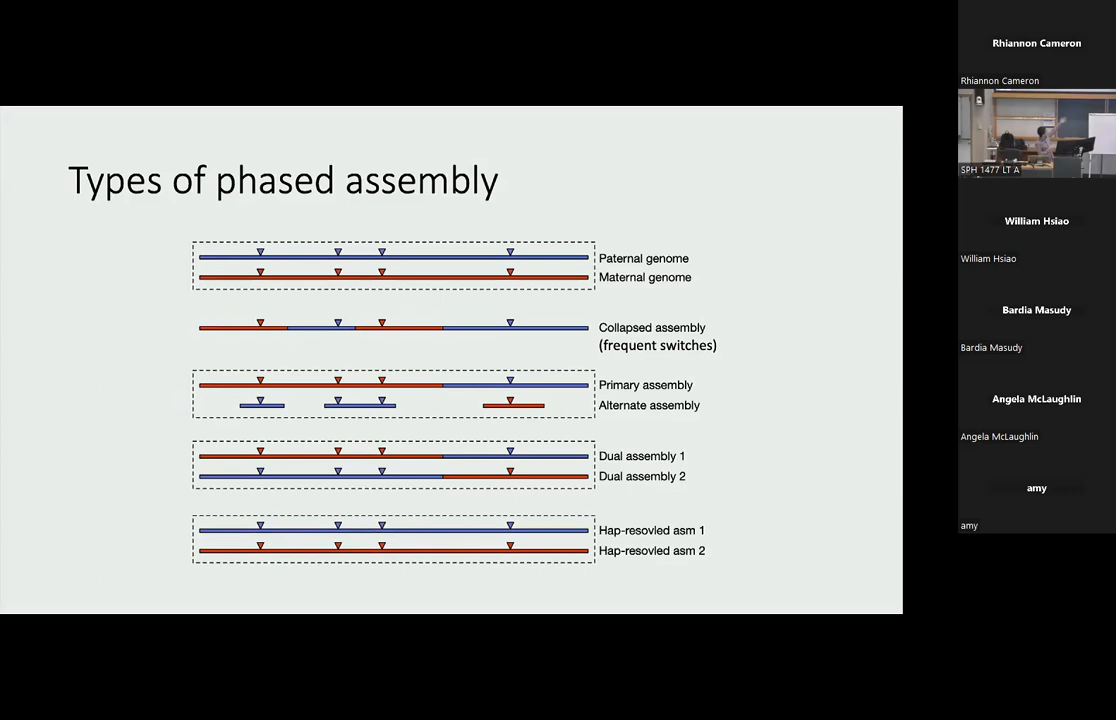 Types of phased assembly
Paternal genome
Maternal genome
Collapsed assembly
(frequent switches)
Primary assembly
Alternate assembly
Dual assembly 1
Dual assembly 2
Hap-resovled asm 1
Hap-resovled asm 2
Rhiannon Cameron
Rhiannon Cameron
SPH 1477 LT A
William Hsiao
William Hsiao
Bardia Masudy
Bardia Masudy
Angela McLaughlin
Angela McLaughlin
amy
amy